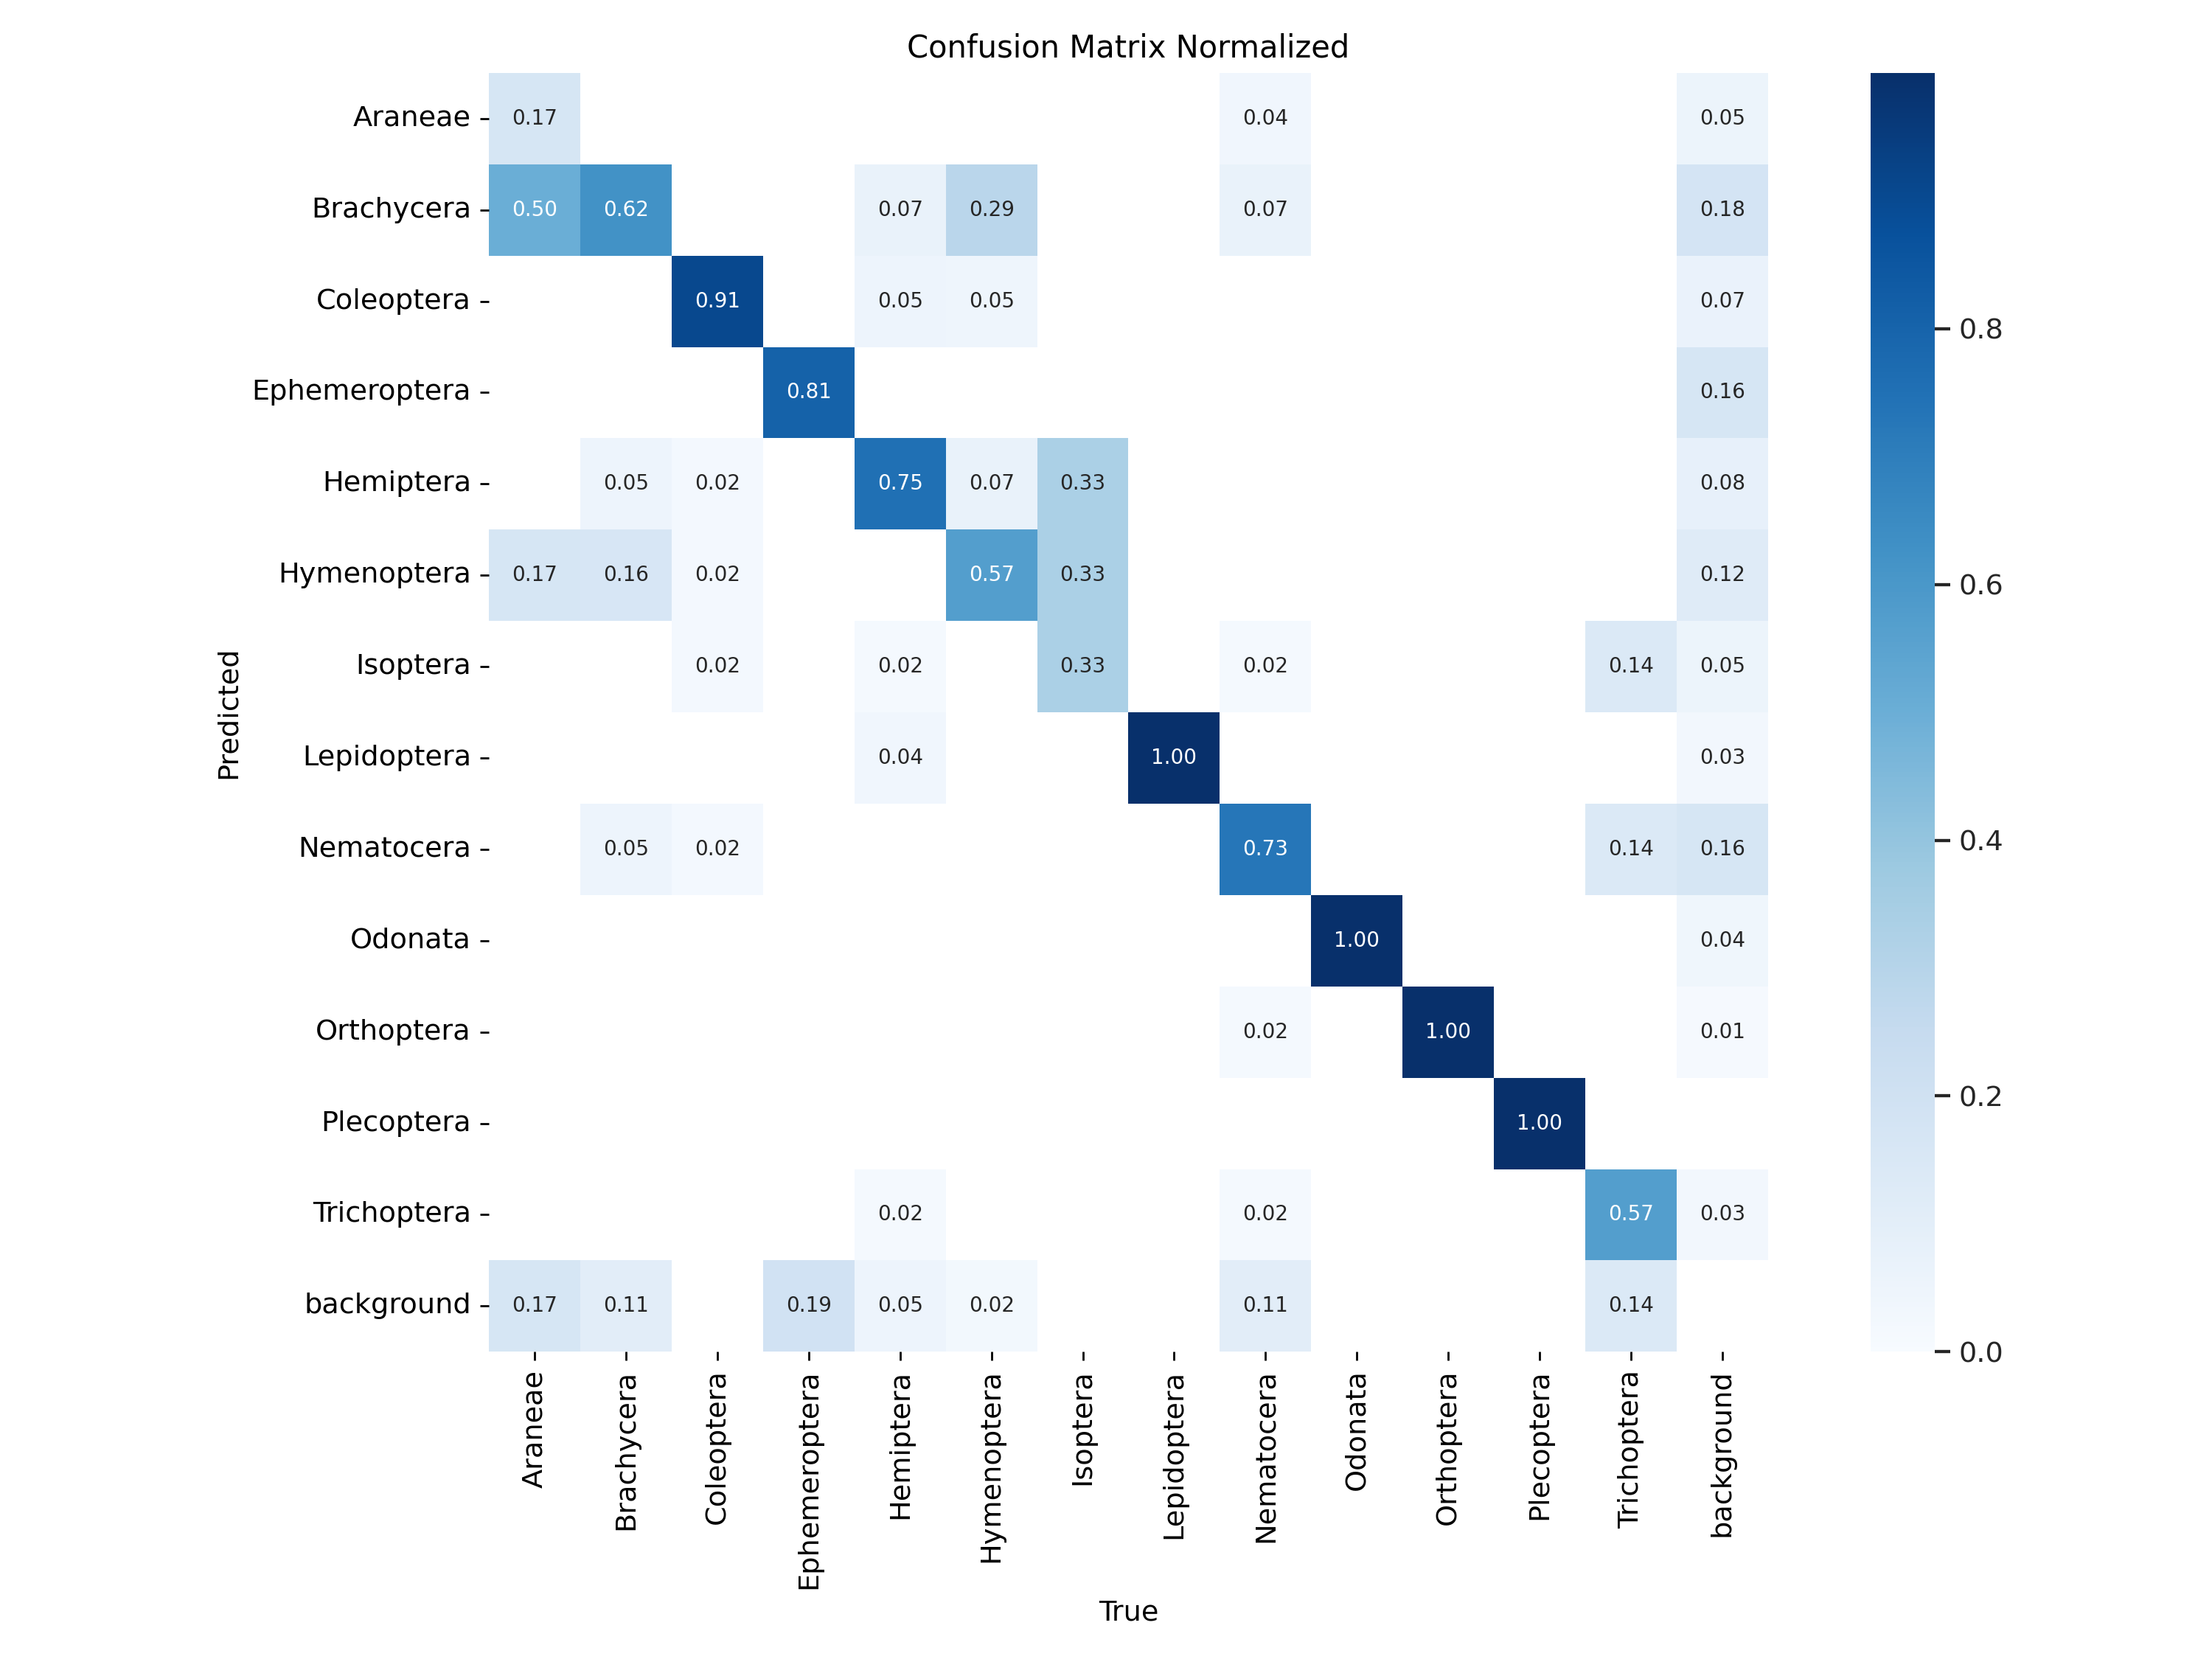 Confusion Matrix Normalized
Araneae 0.17 0.04 0.05
Brachycera 0.50 0.62 0.07 0.29 0.07 0.18
Coleoptera 0.91 0.05 0.05 0.07
0.8
Ephemeroptera 0.81 0.16
Hemiptera 0.05 0.02 0.75 0.07 0.33 0.08
Hymenoptera 0.17 0.16 0.02 0.57 0.33 0.12
0.6
Isoptera 0.02 0.02 0.33 0.02 0.14 0.05
Predicted
Lepidoptera 0.04 1.00 0.03
Nematocera 0.05 0.02 0.73 0.14 0.16
0.4
Odonata 1.00 0.04
Orthoptera 0.02 1.00 0.01
0.2
Plecoptera 1.00
Trichoptera 0.02 0.02 0.57 0.03
background 0.17 0.11 0.19 0.05 0.02 0.11 0.14
0.0
Araneae Brachycera Coleoptera Ephemeroptera Hemiptera Hymenoptera Isoptera Lepidoptera Nematocera Odonata Orthoptera Plecoptera Trichoptera background
True